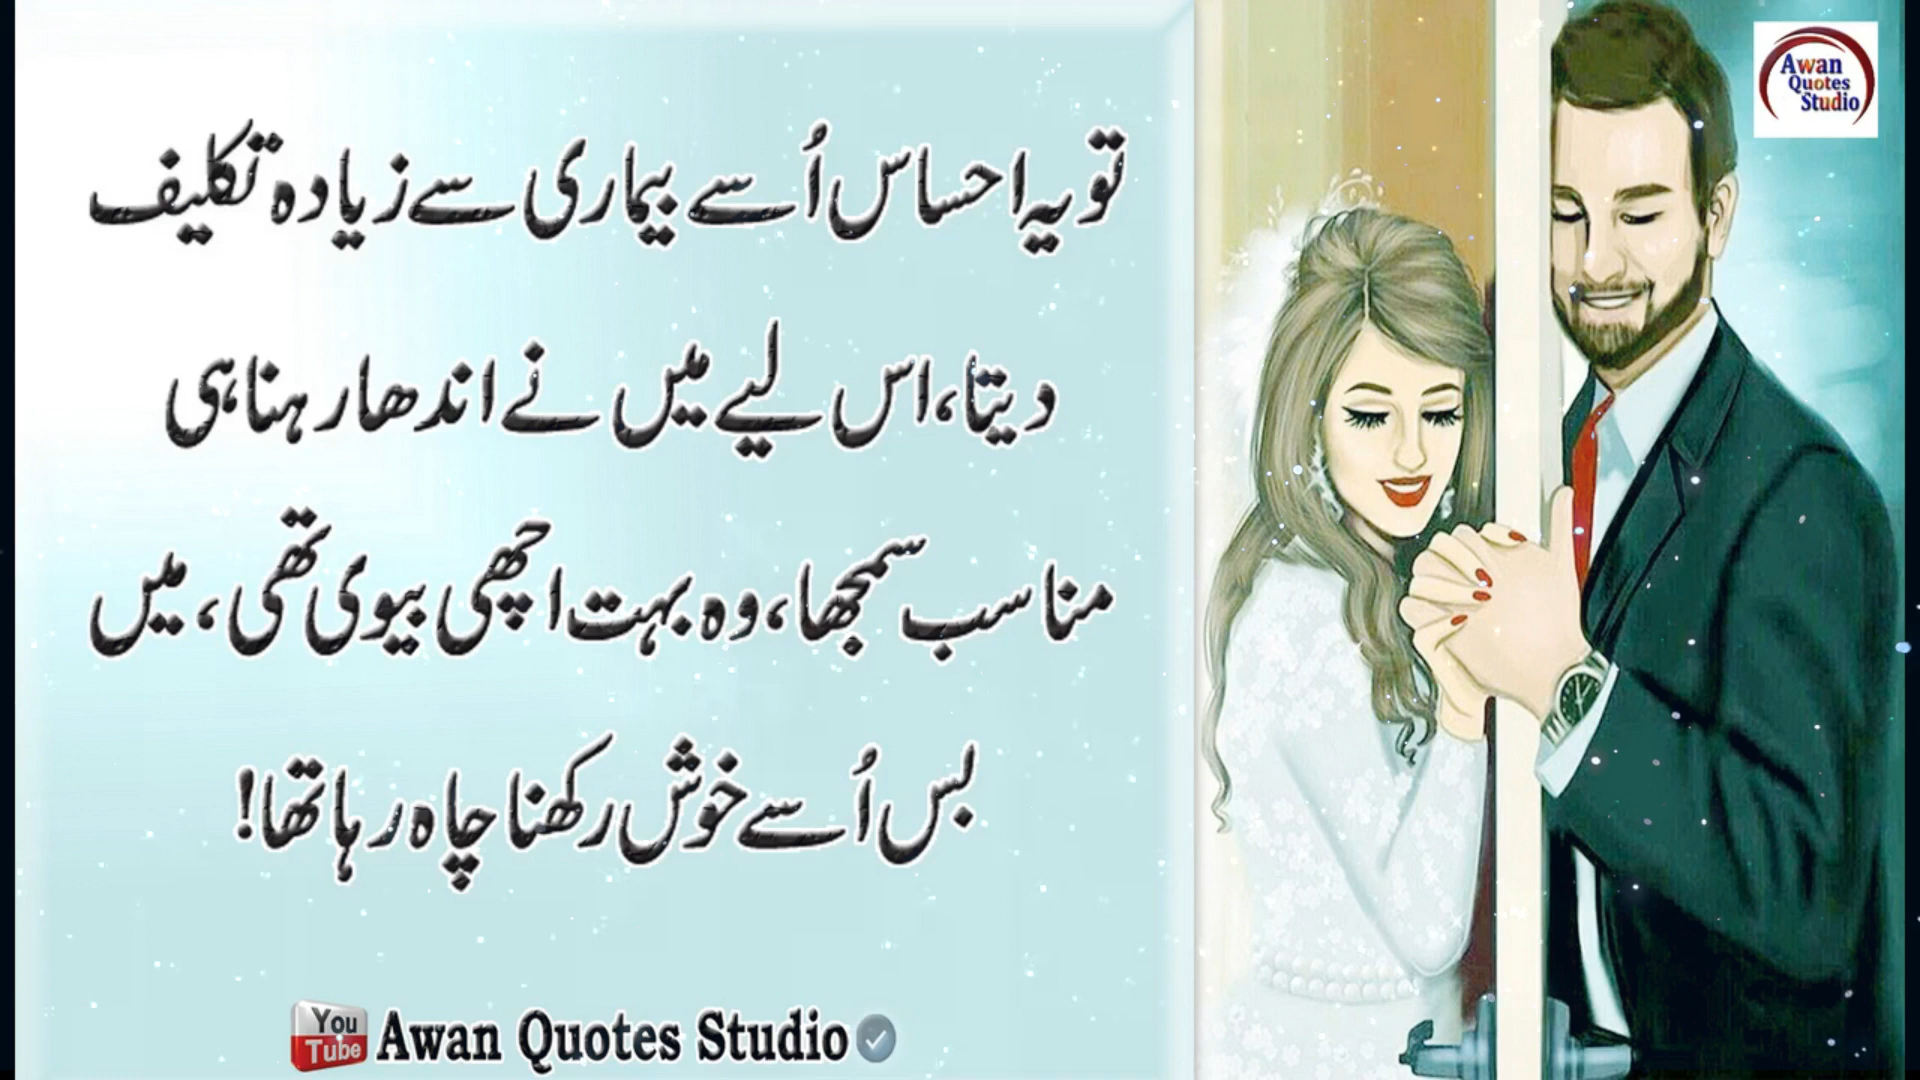 Awan
Quotes
Studio
تو یہ احساس اُسے بیماری سے زیادہ تکلیف
دیتا، اس لیے میں نے اندھا رہنا ہی
مناسب سمجھا، وہ بہت اچھی بیوی تھی، میں
بس اُسے خوش رکھنا چاہ رہا تھا!
You
Tube
Awan Quotes Studio